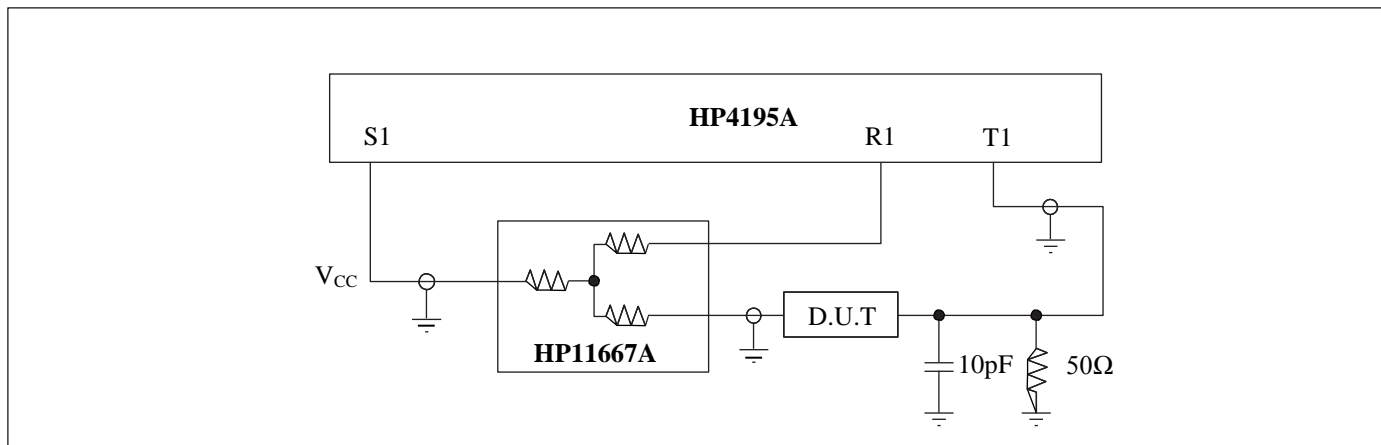 HP4195A
S1
R1
T1
V_CC
HP11667A
D.U.T
10pF
50Ω